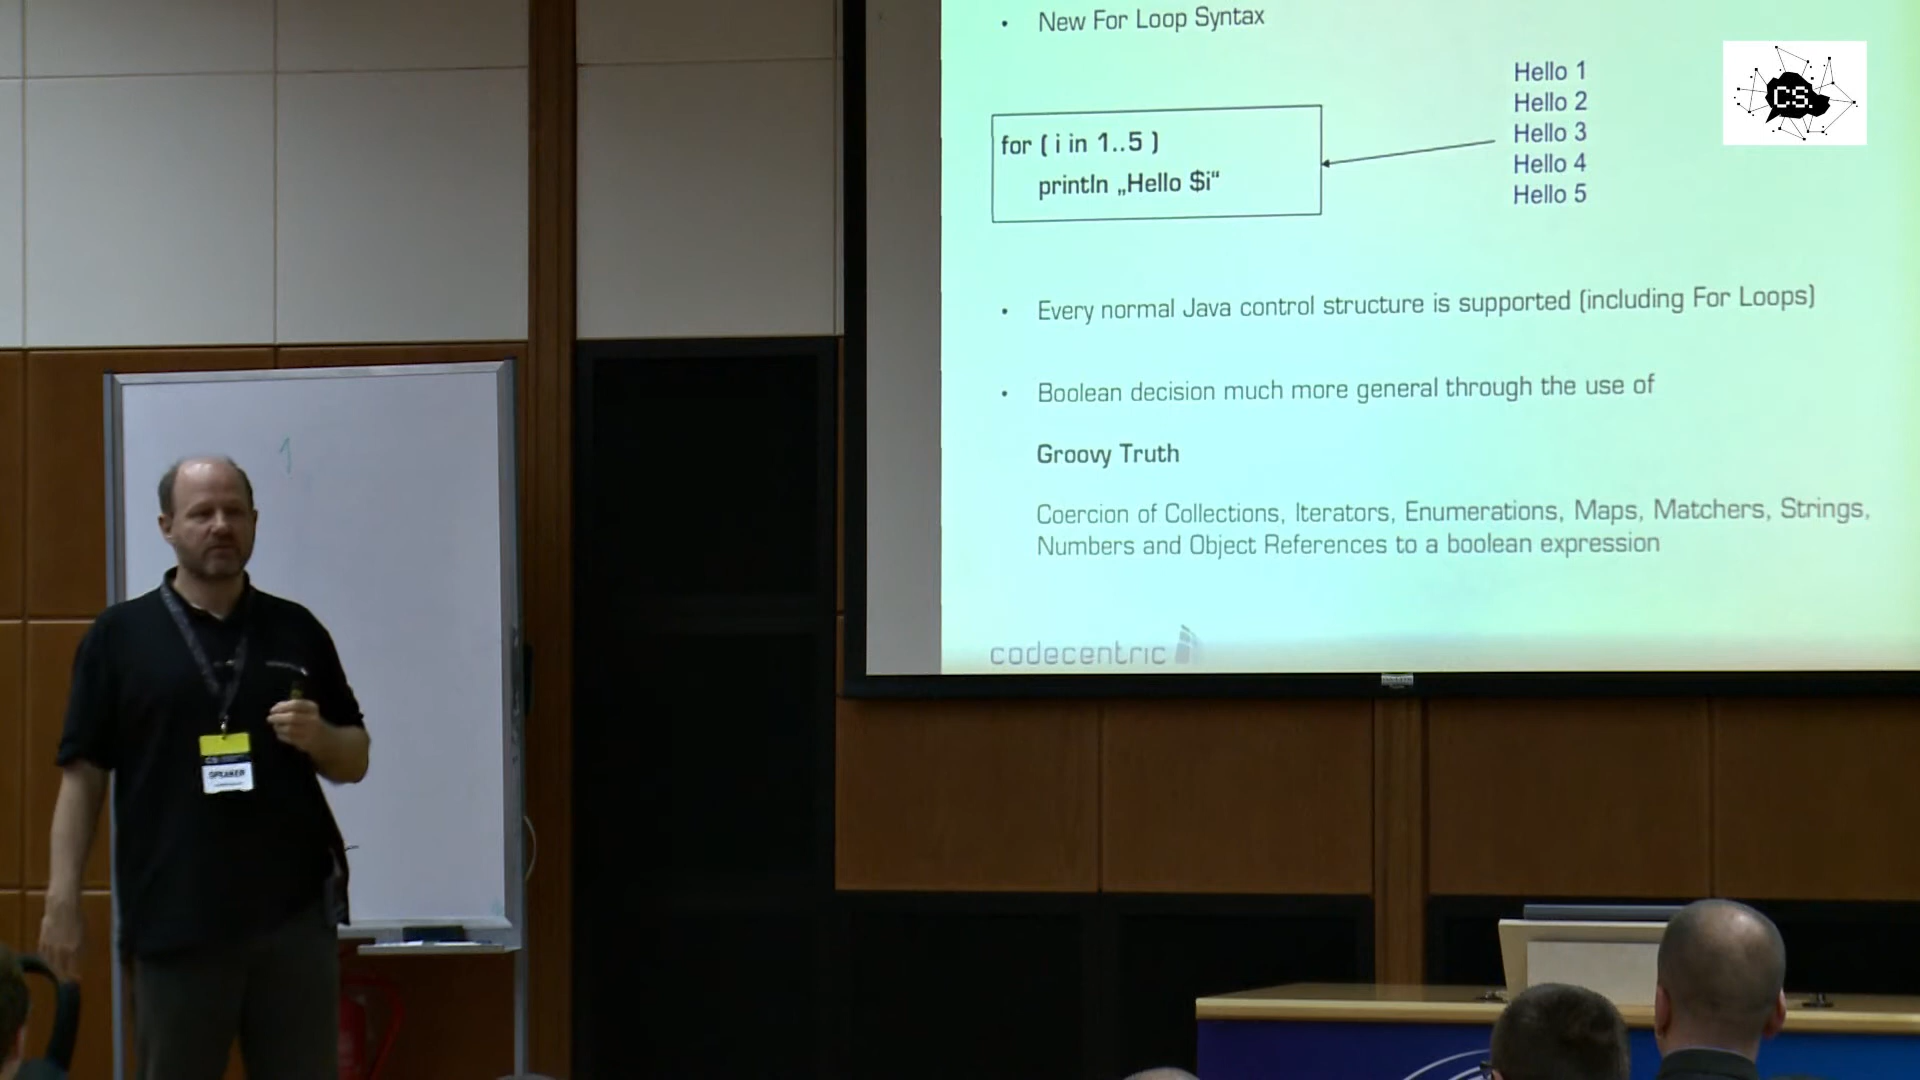 • New For Loop Syntax
for ( i in 1..5 )
println „Hello $i“
Hello 1
Hello 2
Hello 3
Hello 4
Hello 5
• Every normal Java control structure is supported (including For Loops)
• Boolean decision much more general through the use of
Groovy Truth
Coercion of Collections, Iterators, Enumerations, Maps, Matchers, Strings,
Numbers and Object References to a boolean expression
codecentric
CS.
CS
SPEAKER
1